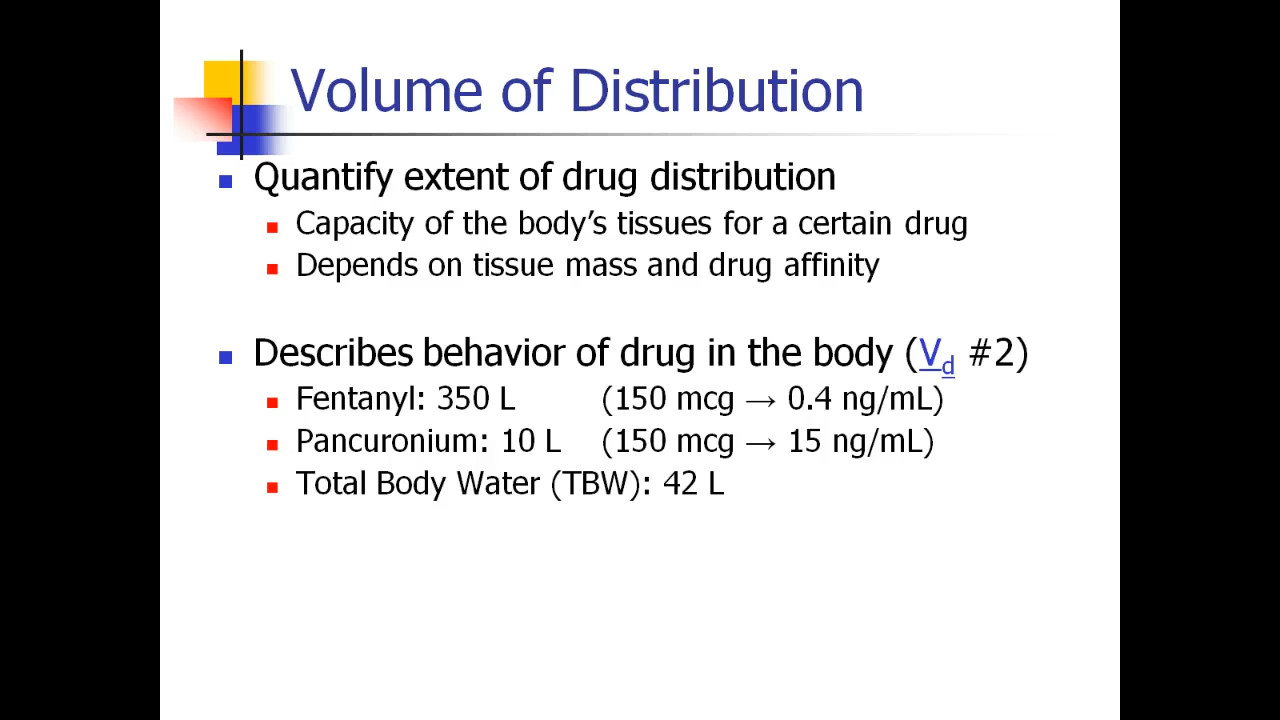 Volume of Distribution
Quantify extent of drug distribution
Capacity of the body's tissues for a certain drug
Depends on tissue mass and drug affinity
Describes behavior of drug in the body (Vd #2)
Fentanyl: 350 L (150 mcg → 0.4 ng/mL)
Pancuronium: 10 L (150 mcg → 15 ng/mL)
Total Body Water (TBW): 42 L